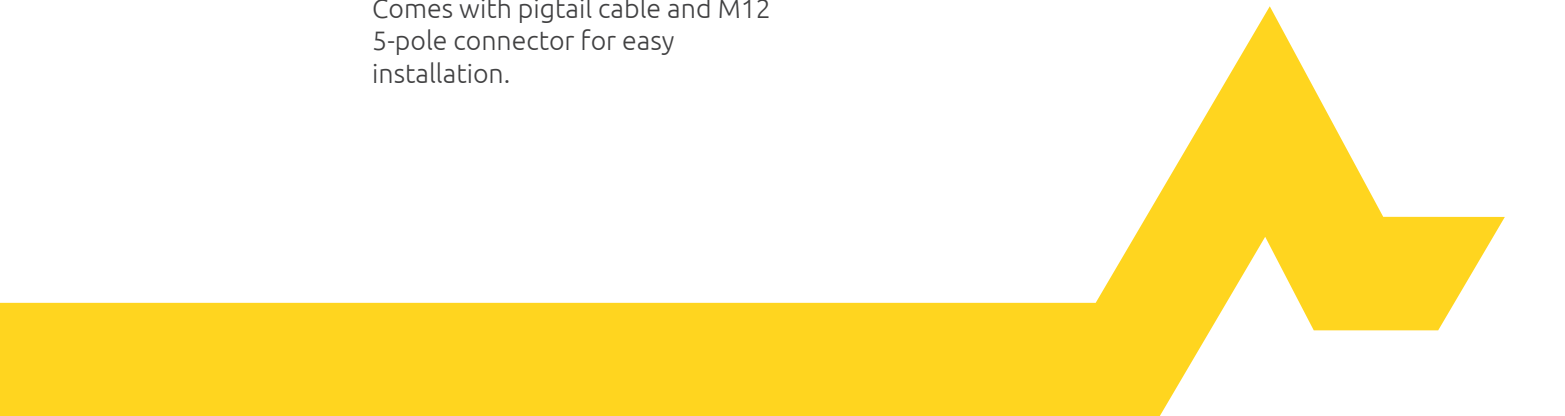 Comes with pigtail cable and M12
5-pole connector for easy
installation.